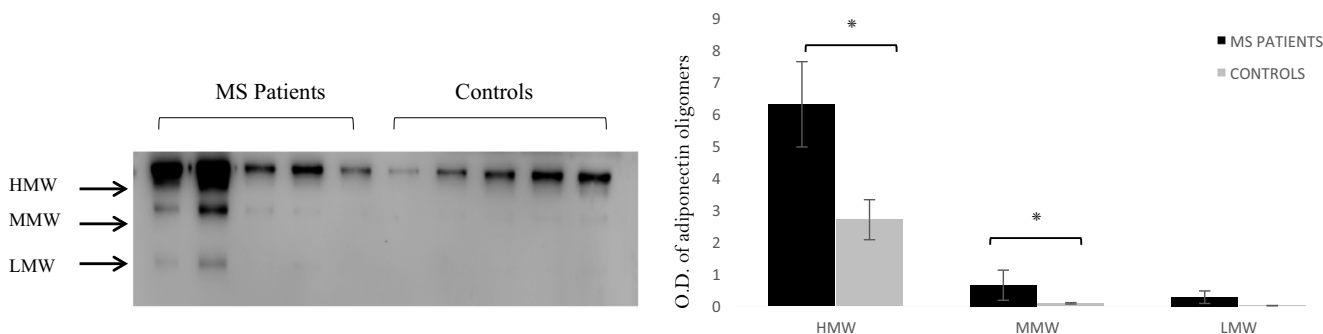 MS Patients
Controls
HMW
MMW
LMW
O.D. of adiponectin oligomers
9
8
7
6
5
4
3
2
1
0
*
*
MS PATIENTS
CONTROLS
HMW
MMW
LMW